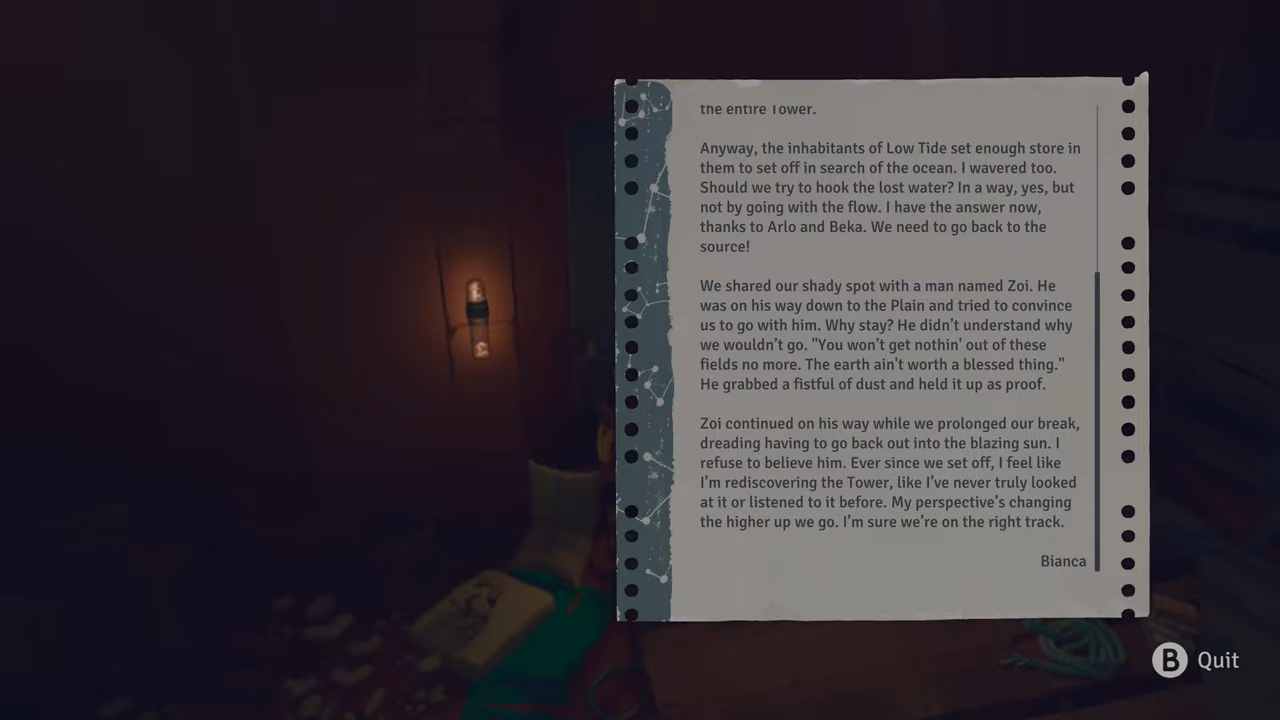 the entire Tower.
Anyway, the inhabitants of Low Tide set enough store in
them to set off in search of the ocean. I wavered too.
Should we try to hook the lost water? In a way, yes, but
not by going with the flow. I have the answer now,
thanks to Arlo and Beka. We need to go back to the
source!
We shared our shady spot with a man named Zoi. He
was on his way down to the Plain and tried to convince
us to go with him. Why stay? He didn’t understand why
we wouldn’t go. "You won’t get nothin' out of these
fields no more. The earth ain't worth a blessed thing."
He grabbed a fistful of dust and held it up as proof.
Zoi continued on his way while we prolonged our break,
dreading having to go back out into the blazing sun. I
refuse to believe him. Ever since we set off, I feel like
I’m rediscovering the Tower, like I’ve never truly looked
at it or listened to it before. My perspective’s changing
the higher up we go. I’m sure we’re on the right track.
Bianca
B Quit